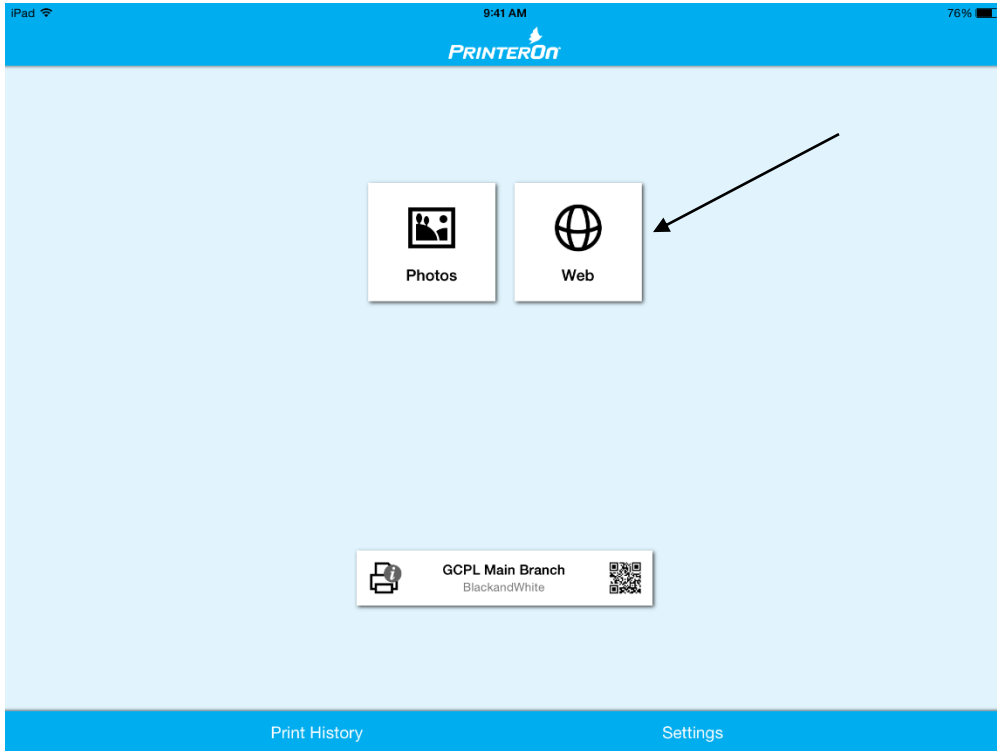 iPad 9:41 AM 76%
PRINTERON
Photos Web
GCPL Main Branch
BlackandWhite
Print History Settings